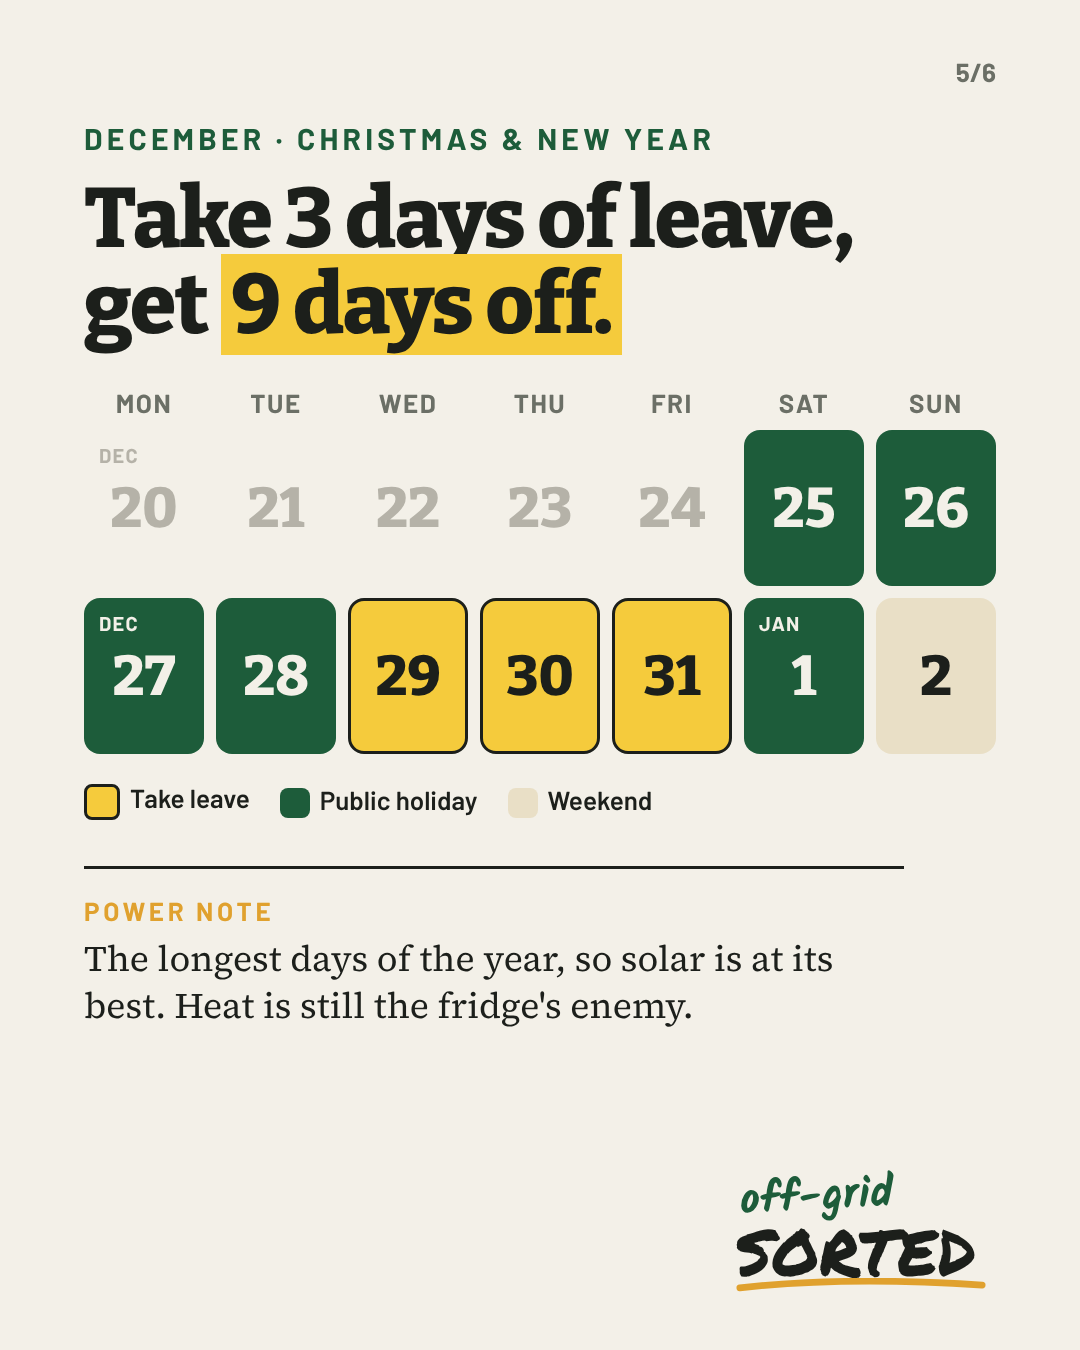 5/6
DECEMBER · CHRISTMAS & NEW YEAR
Take 3 days of leave,
get 9 days off.
MON TUE WED THU FRI SAT SUN
DEC
20 21 22 23 24 25 26
DEC JAN
27 28 29 30 31 1 2
Take leave Public holiday Weekend
POWER NOTE
The longest days of the year, so solar is at its
best. Heat is still the fridge's enemy.
off-grid
SORTED